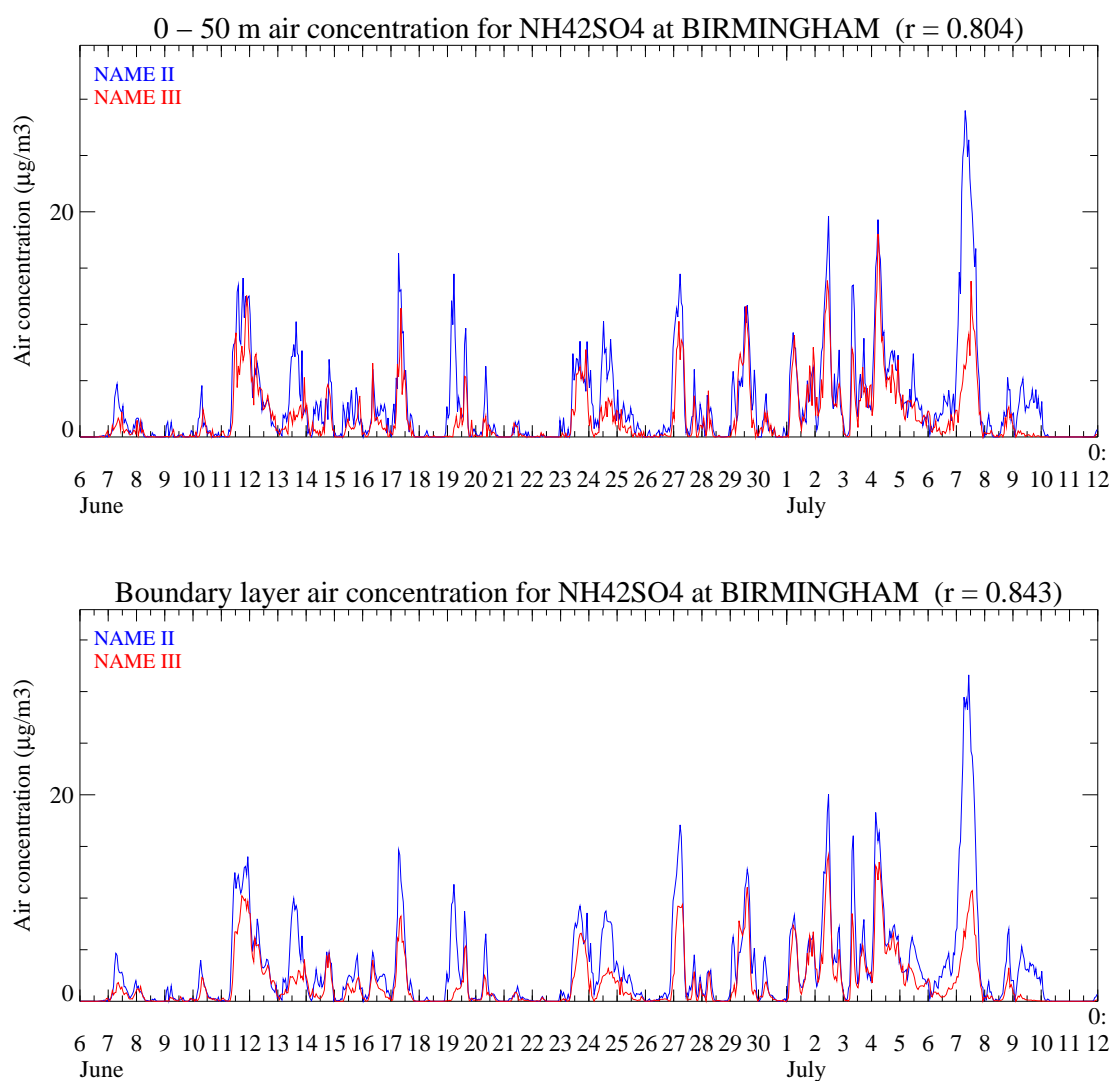 0 – 50 m air concentration for NH42SO4 at BIRMINGHAM (r = 0.804)
NAME II
NAME III
Air concentration (µg/m3)
20
0
0:
6 7 8 9 10 11 12 13 14 15 16 17 18 19 20 21 22 23 24 25 26 27 28 29 30 1 2 3 4 5 6 7 8 9 10 11 12
June July
Boundary layer air concentration for NH42SO4 at BIRMINGHAM (r = 0.843)
NAME II
NAME III
Air concentration (µg/m3)
20
0
0:
6 7 8 9 10 11 12 13 14 15 16 17 18 19 20 21 22 23 24 25 26 27 28 29 30 1 2 3 4 5 6 7 8 9 10 11 12
June July